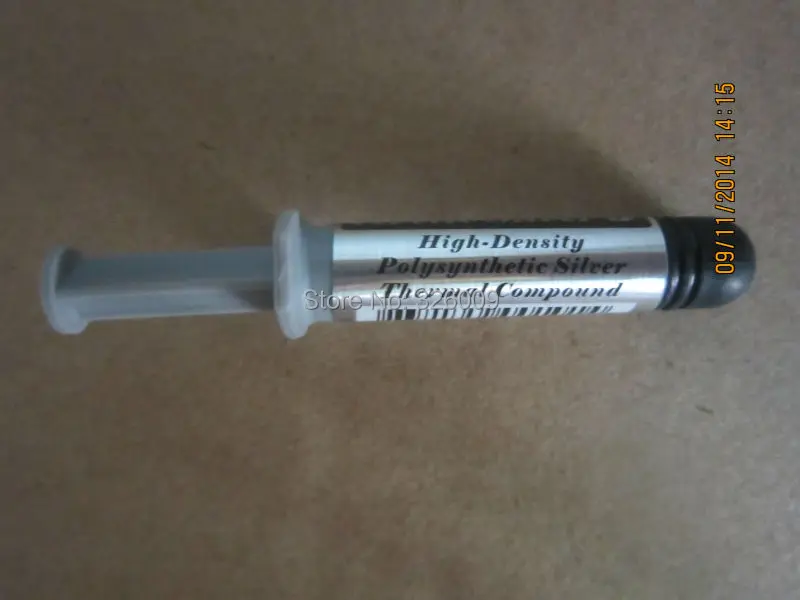 High-Density
Polysynthetic Silver
Thermal Compound
Store No: 326009
09/11/2014 14:15